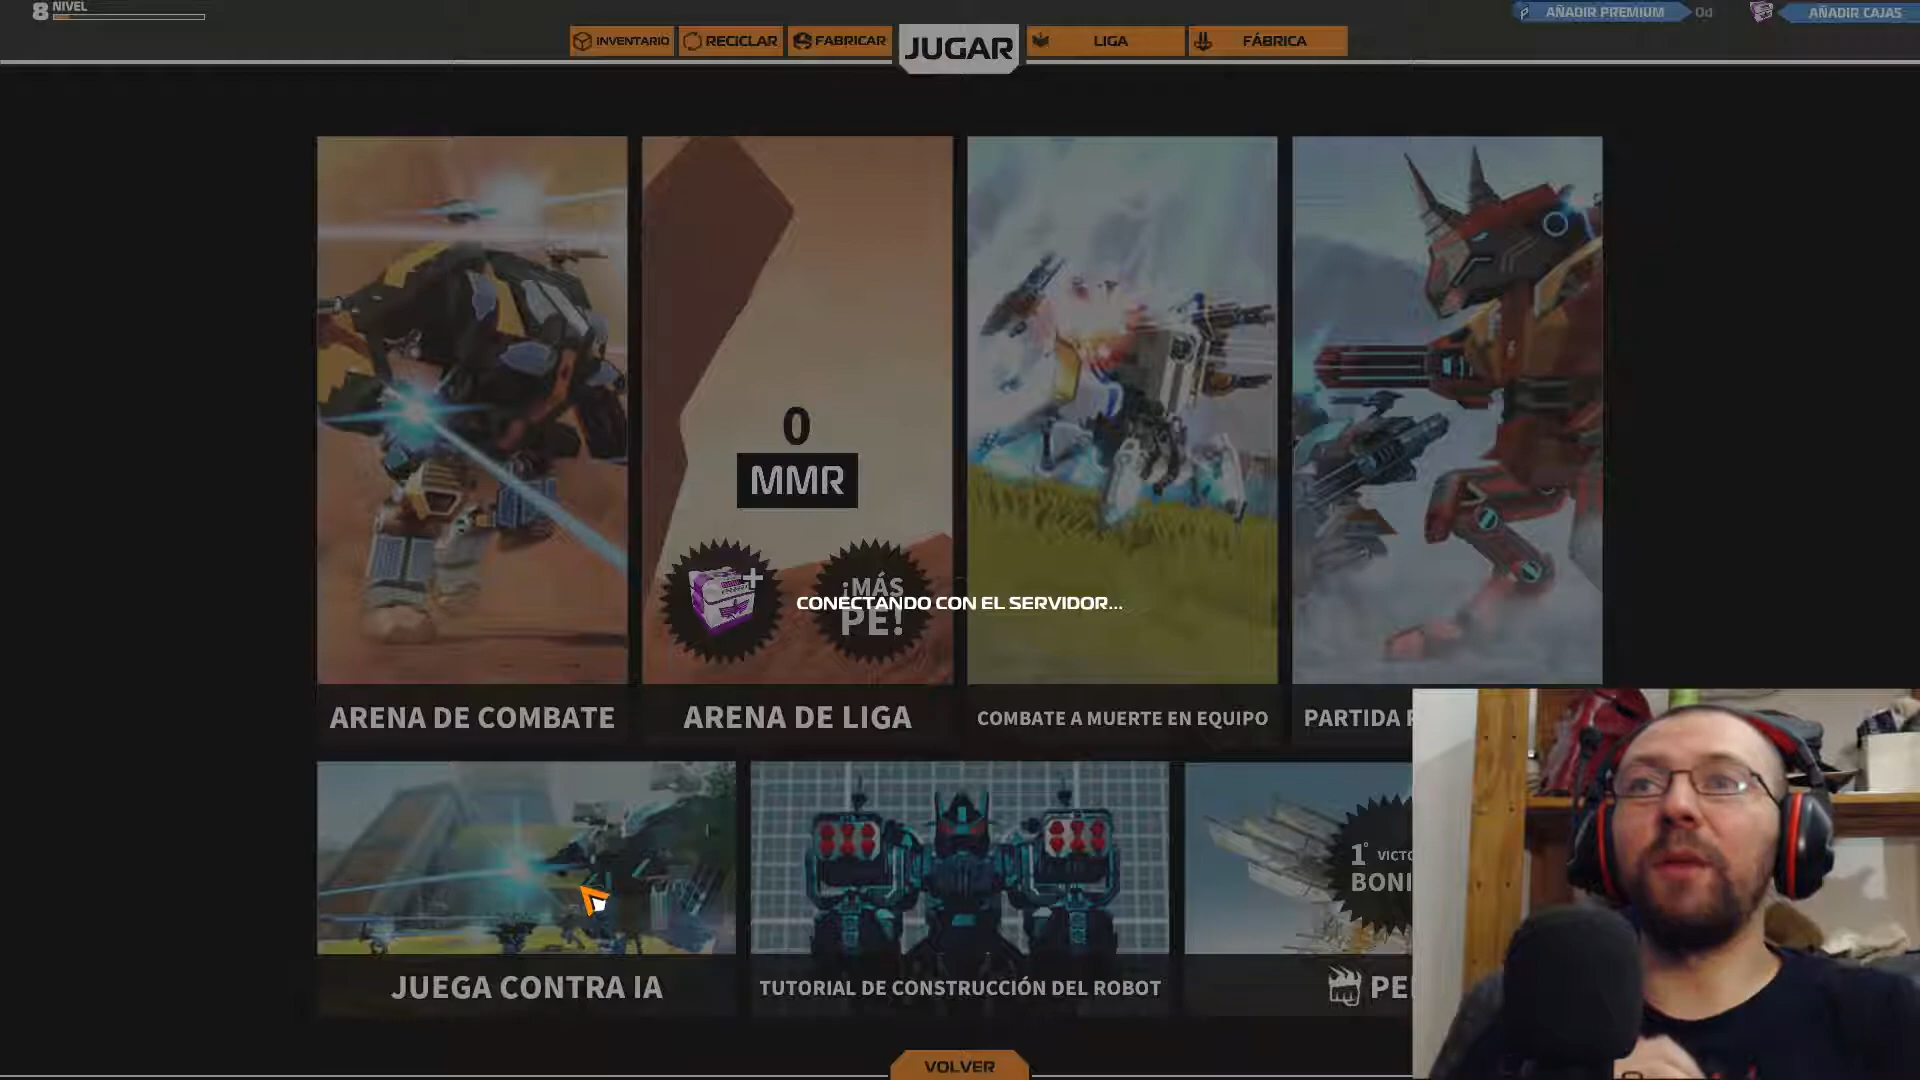 8 NIVEL
AÑADIR PREMIUM 0d
AÑADIR CAJAS
INVENTARIO
RECICLAR
FABRICAR
JUGAR
LIGA
FÁBRICA
0
MMR
¡MÁS
PE!
CONECTANDO CON EL SERVIDOR...
ARENA DE COMBATE
ARENA DE LIGA
COMBATE A MUERTE EN EQUIPO
PARTIDA
1°
BONI
JUEGA CONTRA IA
TUTORIAL DE CONSTRUCCIÓN DEL ROBOT
PE
VOLVER